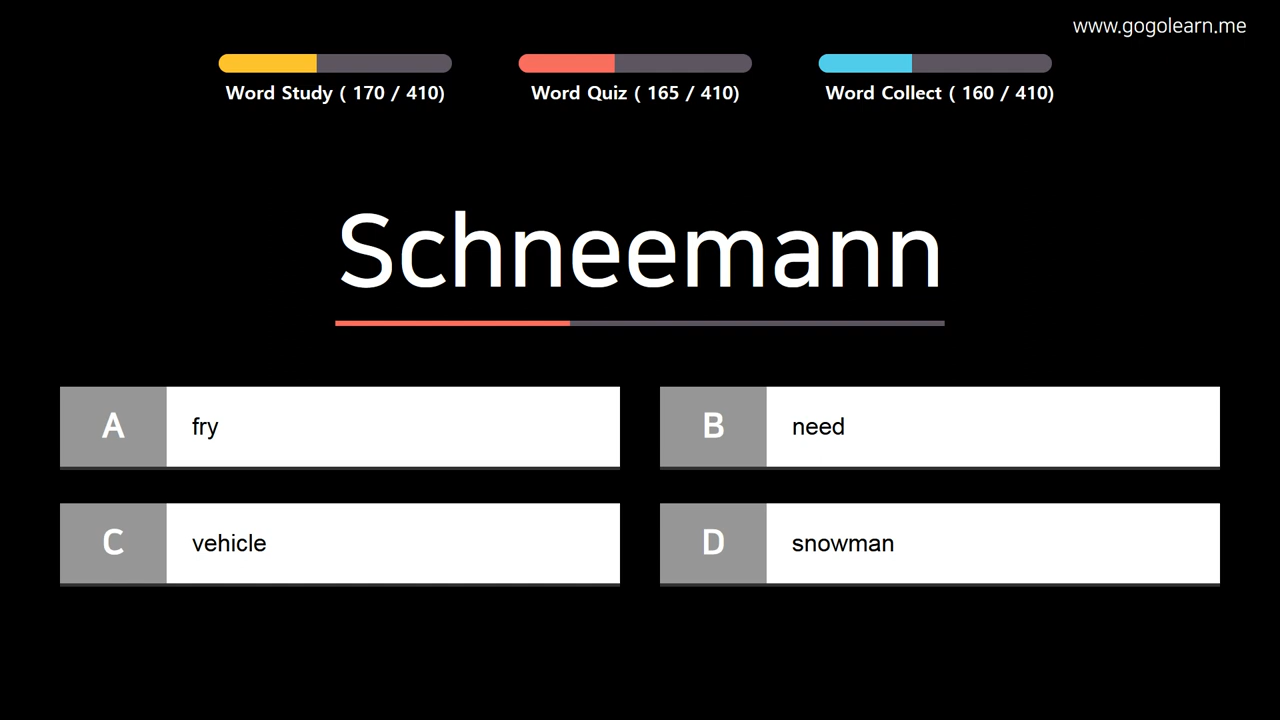 www.gogolearn.me
Word Study ( 170 / 410) Word Quiz ( 165 / 410) Word Collect ( 160 / 410)
Schneemann
A fry
B need
C vehicle
D snowman